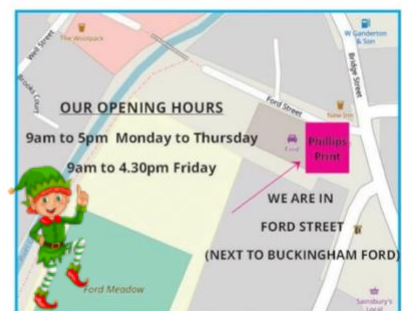 W Ganderton
& Son
The Woolpack
Well Street
Bridge Street
Brooks Court
OUR OPENING HOURS
Ford Street
New Inn
9am to 5pm  Monday to Thursday
Ford
Phillips
Print
9am to 4.30pm Friday
WE ARE IN
FORD STREET
(NEXT TO BUCKINGHAM FORD)
Ford Meadow
Sainsbury's
Local